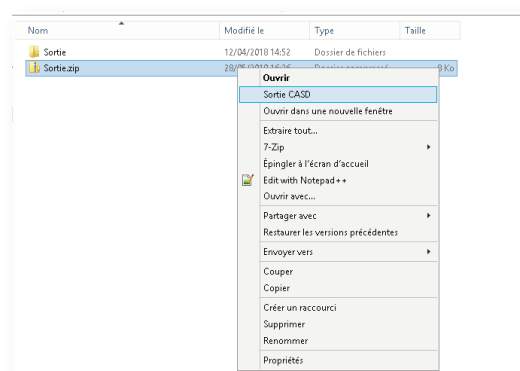 Nom Modifié le Type Taille
Sortie 12/04/2018 14:52 Dossier de fichiers
Sortie.zip Ko
Ouvrir
Sortie CASD
Ouvrir dans une nouvelle fenêtre
Extraire tout...
7-Zip
Épingler à l'écran d'accueil
Edit with Notepad++
Ouvrir avec...
Partager avec
Restaurer les versions précédentes
Envoyer vers
Couper
Copier
Créer un raccourci
Supprimer
Renommer
Propriétés